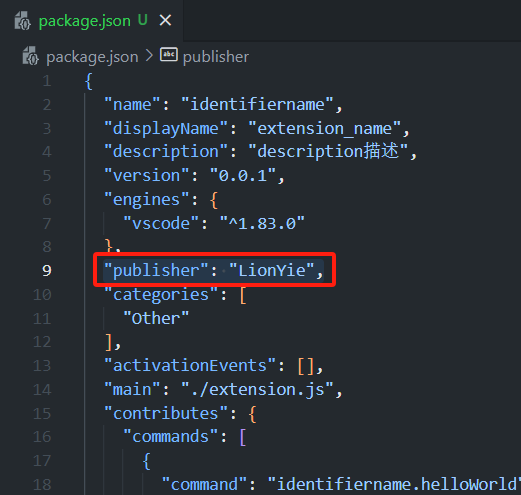 package.json U
package.json > publisher
1 {
2 "name": "identifiername",
3 "displayName": "extension_name",
4 "description": "description描述",
5 "version": "0.0.1",
6 "engines": {
7 "vscode": "^1.83.0"
8 },
9 "publisher": "LionYie",
10 "categories": [
11 "Other"
12 ],
13 "activationEvents": [],
14 "main": "./extension.js",
15 "contributes": {
16 "commands": [
17 {
18 "command": "identifiername.helloWorld"